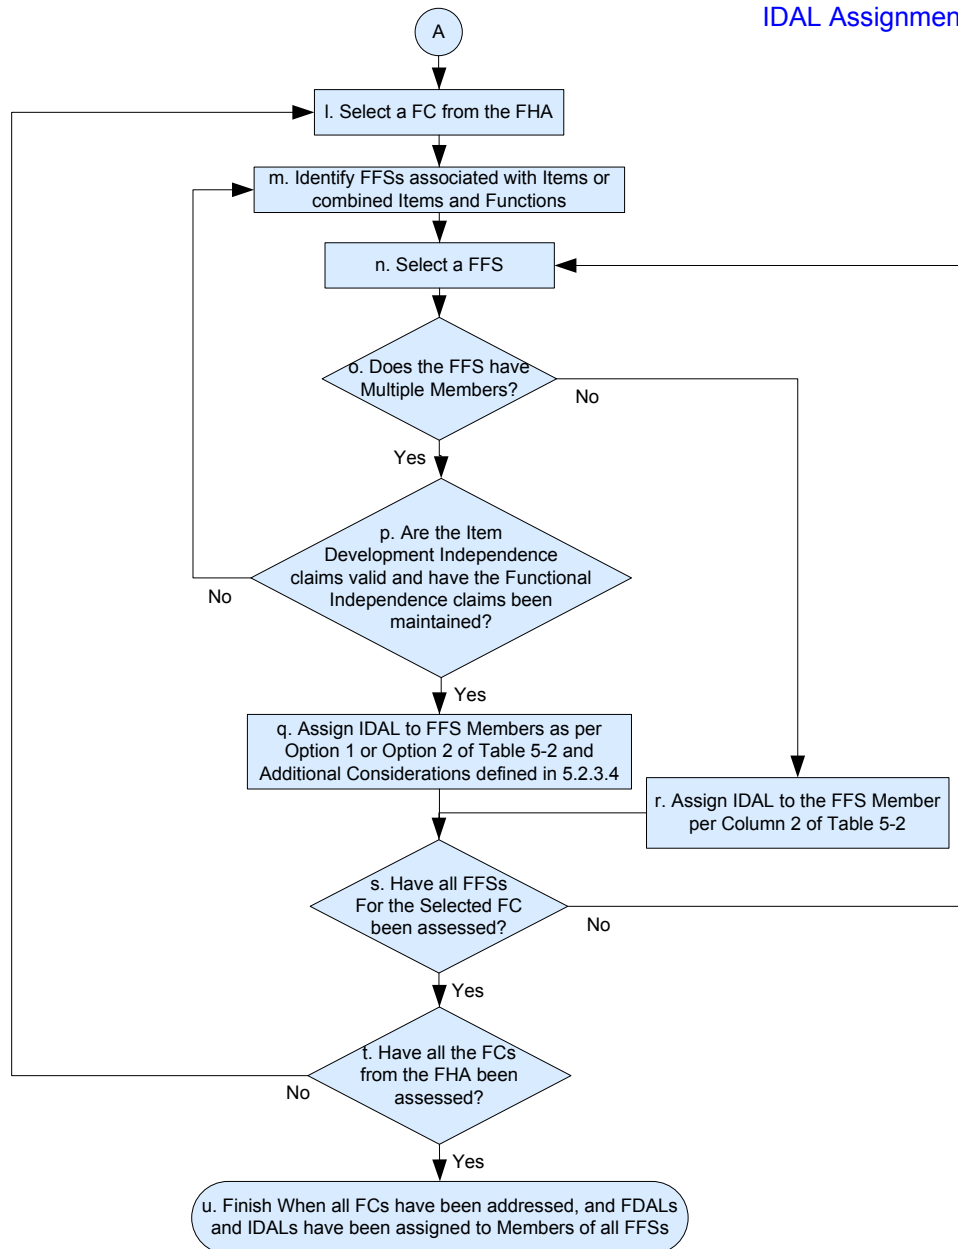 IDAL Assignmen
A
l. Select a FC from the FHA
m. Identify FFSs associated with Items or
combined Items and Functions
n. Select a FFS
o. Does the FFS have
Multiple Members?
No
Yes
p. Are the Item
Development Independence
claims valid and have the Functional
Independence claims been
maintained?
No
Yes
q. Assign IDAL to FFS Members as per
Option 1 or Option 2 of Table 5-2 and
Additional Considerations defined in 5.2.3.4
r. Assign IDAL to the FFS Member
per Column 2 of Table 5-2
s. Have all FFSs
For the Selected FC
been assessed?
No
Yes
t. Have all the FCs
from the FHA been
assessed?
No
Yes
u. Finish When all FCs have been addressed, and FDALs
and IDALs have been assigned to Members of all FFSs